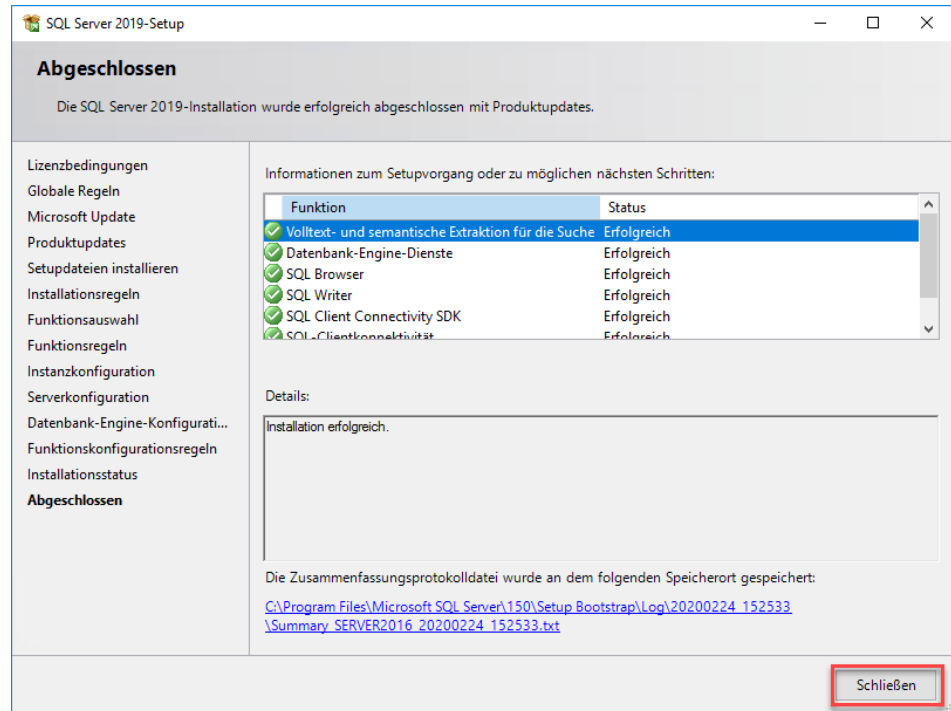 SQL Server 2019-Setup
Abgeschlossen
Die SQL Server 2019-Installation wurde erfolgreich abgeschlossen mit Produktupdates.
Lizenzbedingungen
Globale Regeln
Microsoft Update
Produktupdates
Setupdateien installieren
Installationsregeln
Funktionsauswahl
Funktionsregeln
Instanzkonfiguration
Serverkonfiguration
Datenbank-Engine-Konfigurati...
Funktionskonfigurationsregeln
Installationsstatus
Abgeschlossen
Informationen zum Setupvorgang oder zu möglichen nächsten Schritten:
Funktion Status
Volltext- und semantische Extraktion für die Suche Erfolgreich
Datenbank-Engine-Dienste Erfolgreich
SQL Browser Erfolgreich
SQL Writer Erfolgreich
SQL Client Connectivity SDK Erfolgreich
SQL-Clientkonnektivität Erfolgreich
Details:
Installation erfolgreich.
Die Zusammenfassungsprotokolldatei wurde an dem folgenden Speicherort gespeichert:
C:\Program Files\Microsoft SQL Server\150\Setup Bootstrap\Log\20200224_152533
\Summary_SERVER2016_20200224_152533.txt
Schließen